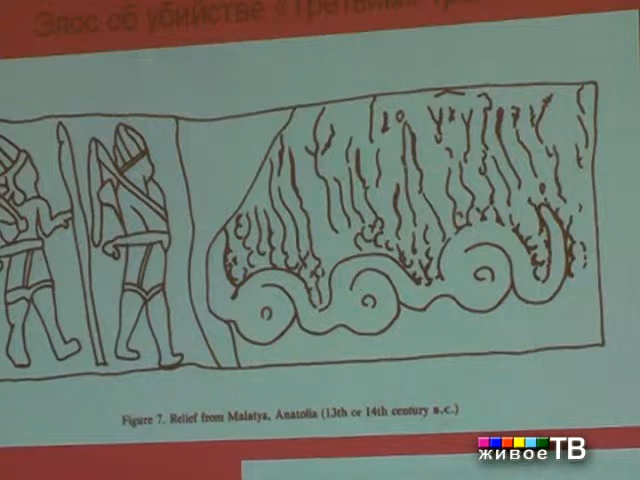 Эпос об убийстве «Третьим»
Figure 7. Relief from Malatya, Anatolia (13th or 14th century B.C.)
живоеТВ